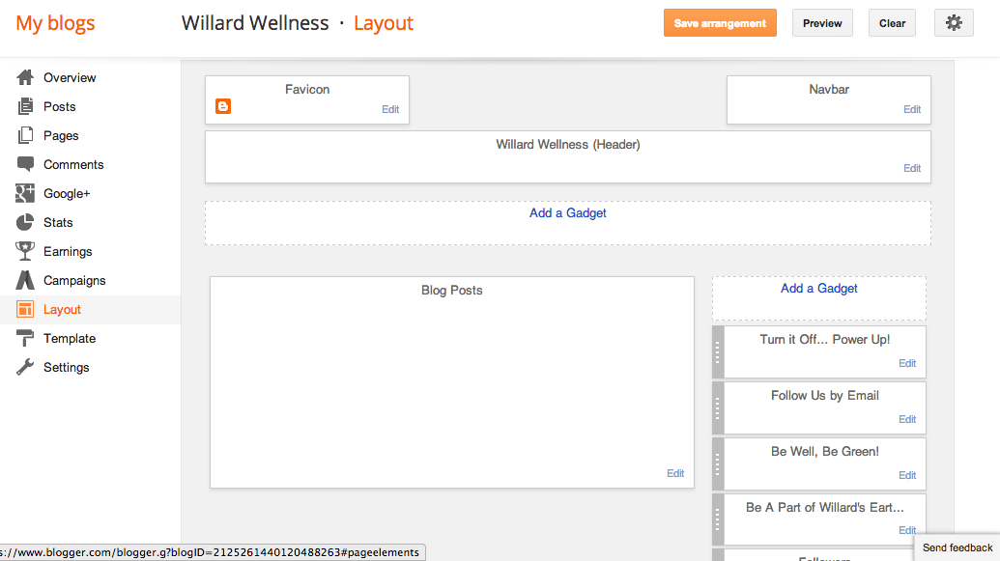 My blogs
Willard Wellness · Layout
Save arrangement
Preview
Clear
Overview
Posts
Pages
Comments
Google+
Stats
Earnings
Campaigns
Layout
Template
Settings
Favicon
Edit
Navbar
Edit
Willard Wellness (Header)
Edit
Add a Gadget
Blog Posts
Edit
Add a Gadget
Turn it Off... Power Up!
Edit
Follow Us by Email
Edit
Be Well, Be Green!
Edit
Be A Part of Willard's Eart...
Edit
Followers
s://www.blogger.com/blogger.g?blogID=2125261440120488263#pageelements
Send feedback